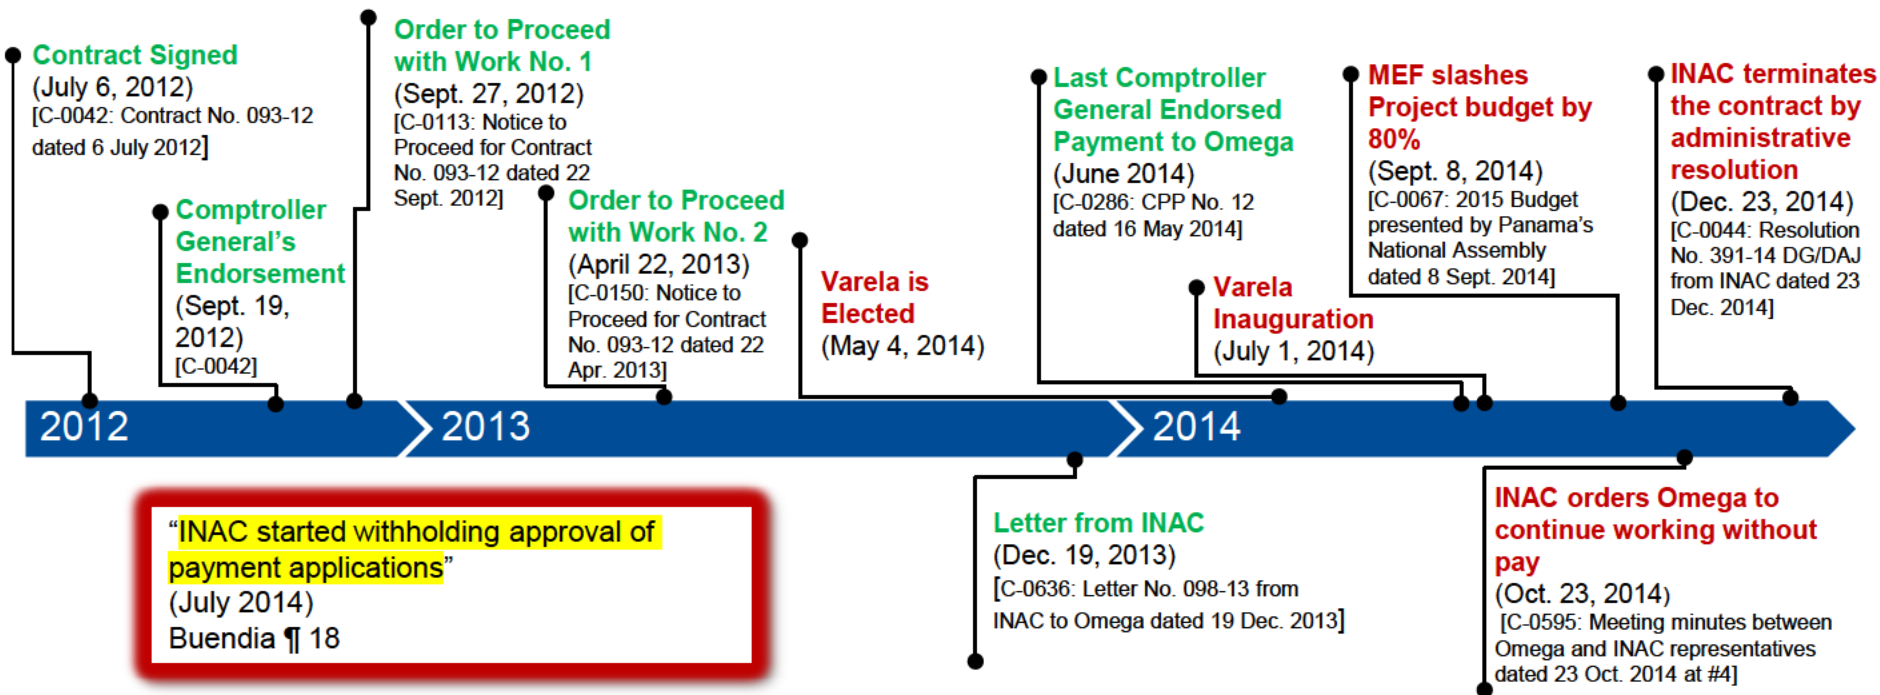 Contract Signed
(July 6, 2012)
[C-0042: Contract No. 093-12
dated 6 July 2012]
Comptroller
General’s
Endorsement
(Sept. 19,
2012)
[C-0042]
Order to Proceed
with Work No. 1
(Sept. 27, 2012)
[C-0113: Notice to
Proceed for Contract
No. 093-12 dated 22
Sept. 2012]
Order to Proceed
with Work No. 2
(April 22, 2013)
[C-0150: Notice to
Proceed for Contract
No. 093-12 dated 22
Apr. 2013]
Varela is
Elected
(May 4, 2014)
Last Comptroller
General Endorsed
Payment to Omega
(June 2014)
[C-0286: CPP No. 12
dated 16 May 2014]
Varela
Inauguration
(July 1, 2014)
MEF slashes
Project budget by
80%
(Sept. 8, 2014)
[C-0067: 2015 Budget
presented by Panama’s
National Assembly
dated 8 Sept. 2014]
INAC terminates
the contract by
administrative
resolution
(Dec. 23, 2014)
[C-0044: Resolution
No. 391-14 DG/DAJ
from INAC dated 23
Dec. 2014]
2012
2013
2014
“INAC started withholding approval of
payment applications”
(July 2014)
Buendia ¶ 18
Letter from INAC
(Dec. 19, 2013)
[C-0636: Letter No. 098-13 from
INAC to Omega dated 19 Dec. 2013]
INAC orders Omega to
continue working without
pay
(Oct. 23, 2014)
[C-0595: Meeting minutes between
Omega and INAC representatives
dated 23 Oct. 2014 at #4]